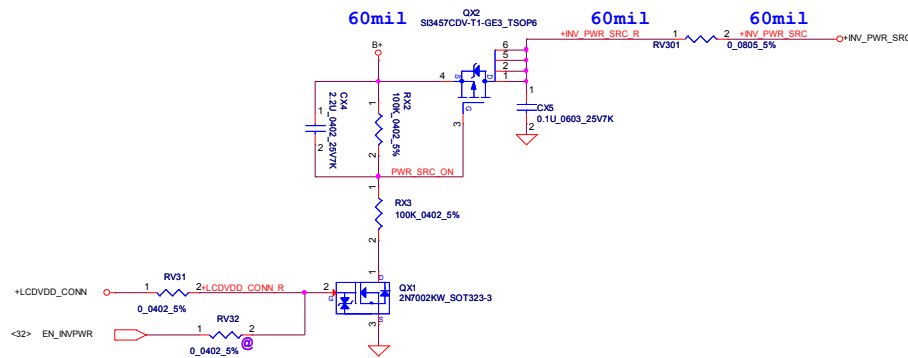 60mil
QX2
SI3457CDV-T1-GE3_TSOP6
60mil
60mil
B+
+INV_PWR_SRC_R
+INV_PWR_SRC
+INV_PWR_SRC
RV301
0_0805_5%
1
2
6
5
2
1
4
S
D
G
3
CX4
2.2U_0402_25V7K
1
2
RX2
100K_0402_5%
1
2
CX5
0.1U_0603_25V7K
1
2
PWR_SRC_ON
RX3
100K_0402_5%
1
2
+LCDVDD_CONN
RV31
1
2
0_0402_5%
+LCDVDD_CONN_R
2
1
D
G
S
3
QX1
2N7002KW_SOT323-3
<32> EN_INVPWR
RV32
1
2
0_0402_5%
@